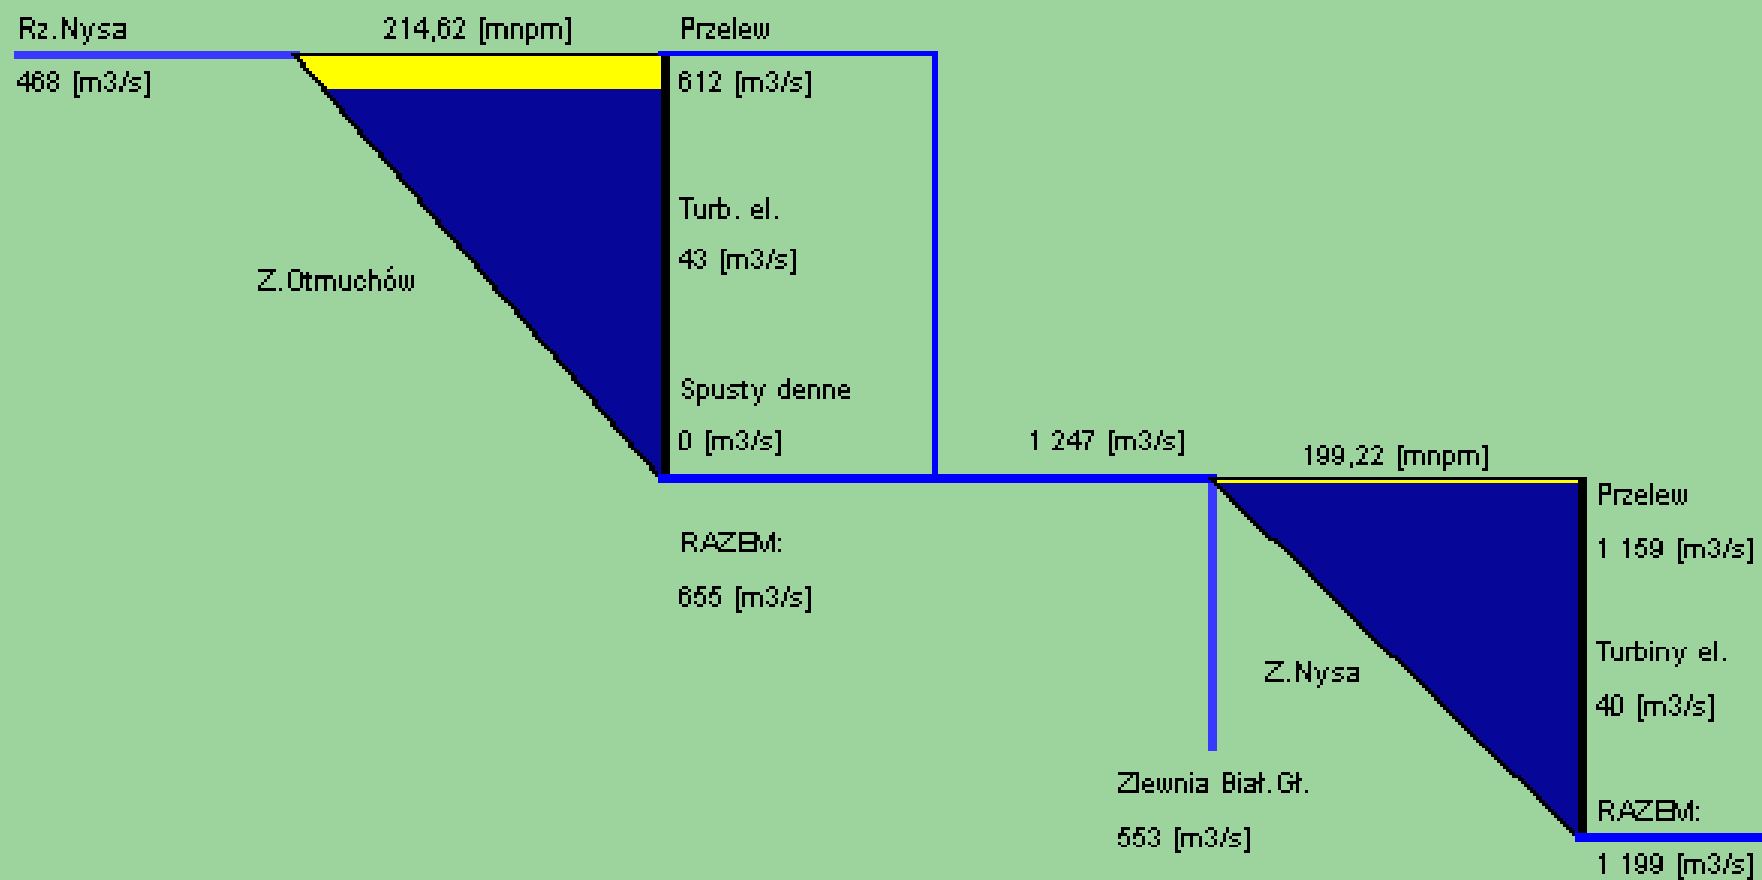 Rz.Nysa
468 [m3/s]
214,62 [mnpm]
Przelew
612 [m3/s]
Turb. el.
43 [m3/s]
Z.Otmuchów
Spusty denne
0 [m3/s]
RAZEM:
655 [m3/s]
1 247 [m3/s]
199,22 [mnpm]
Przelew
1 159 [m3/s]
Turbiny el.
40 [m3/s]
Z.Nysa
Zlewnia Biał.Gł.
553 [m3/s]
RAZEM:
1 199 [m3/s]